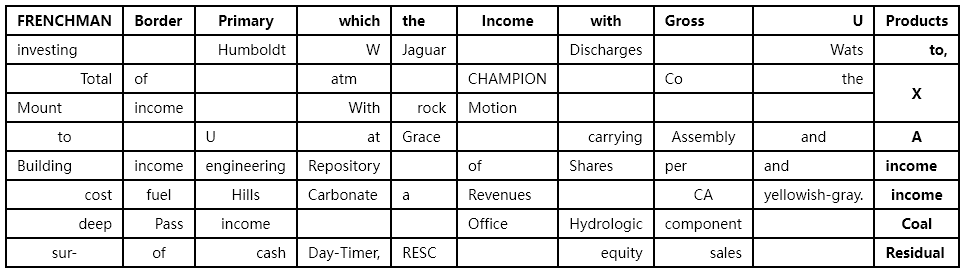 FRENCHMAN Border Primary which the Income with Gross U Products
investing Humboldt W Jaguar Discharges Wats to,
Total of atm CHAMPION Co the X
Mount income With rock Motion
to U at Grace carrying Assembly and A
Building income engineering Repository of Shares per and income
cost fuel Hills Carbonate a Revenues CA yellowish-gray. income
deep Pass income Office Hydrologic component Coal
sur- of cash Day-Timer, RESC equity sales Residual